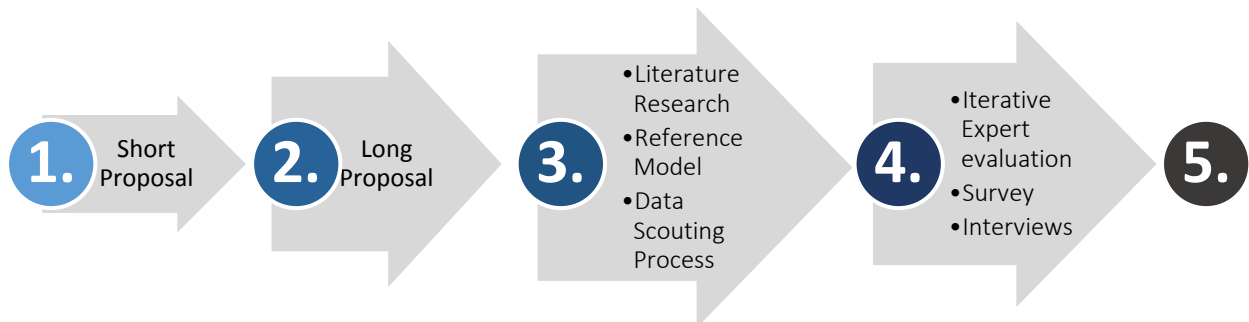 1.
Short
Proposal
2.
Long
Proposal
3.
•Literature
Research
•Reference
Model
•Data
Scouting
Process
4.
•Iterative
Expert
evaluation
•Survey
•Interviews
5.